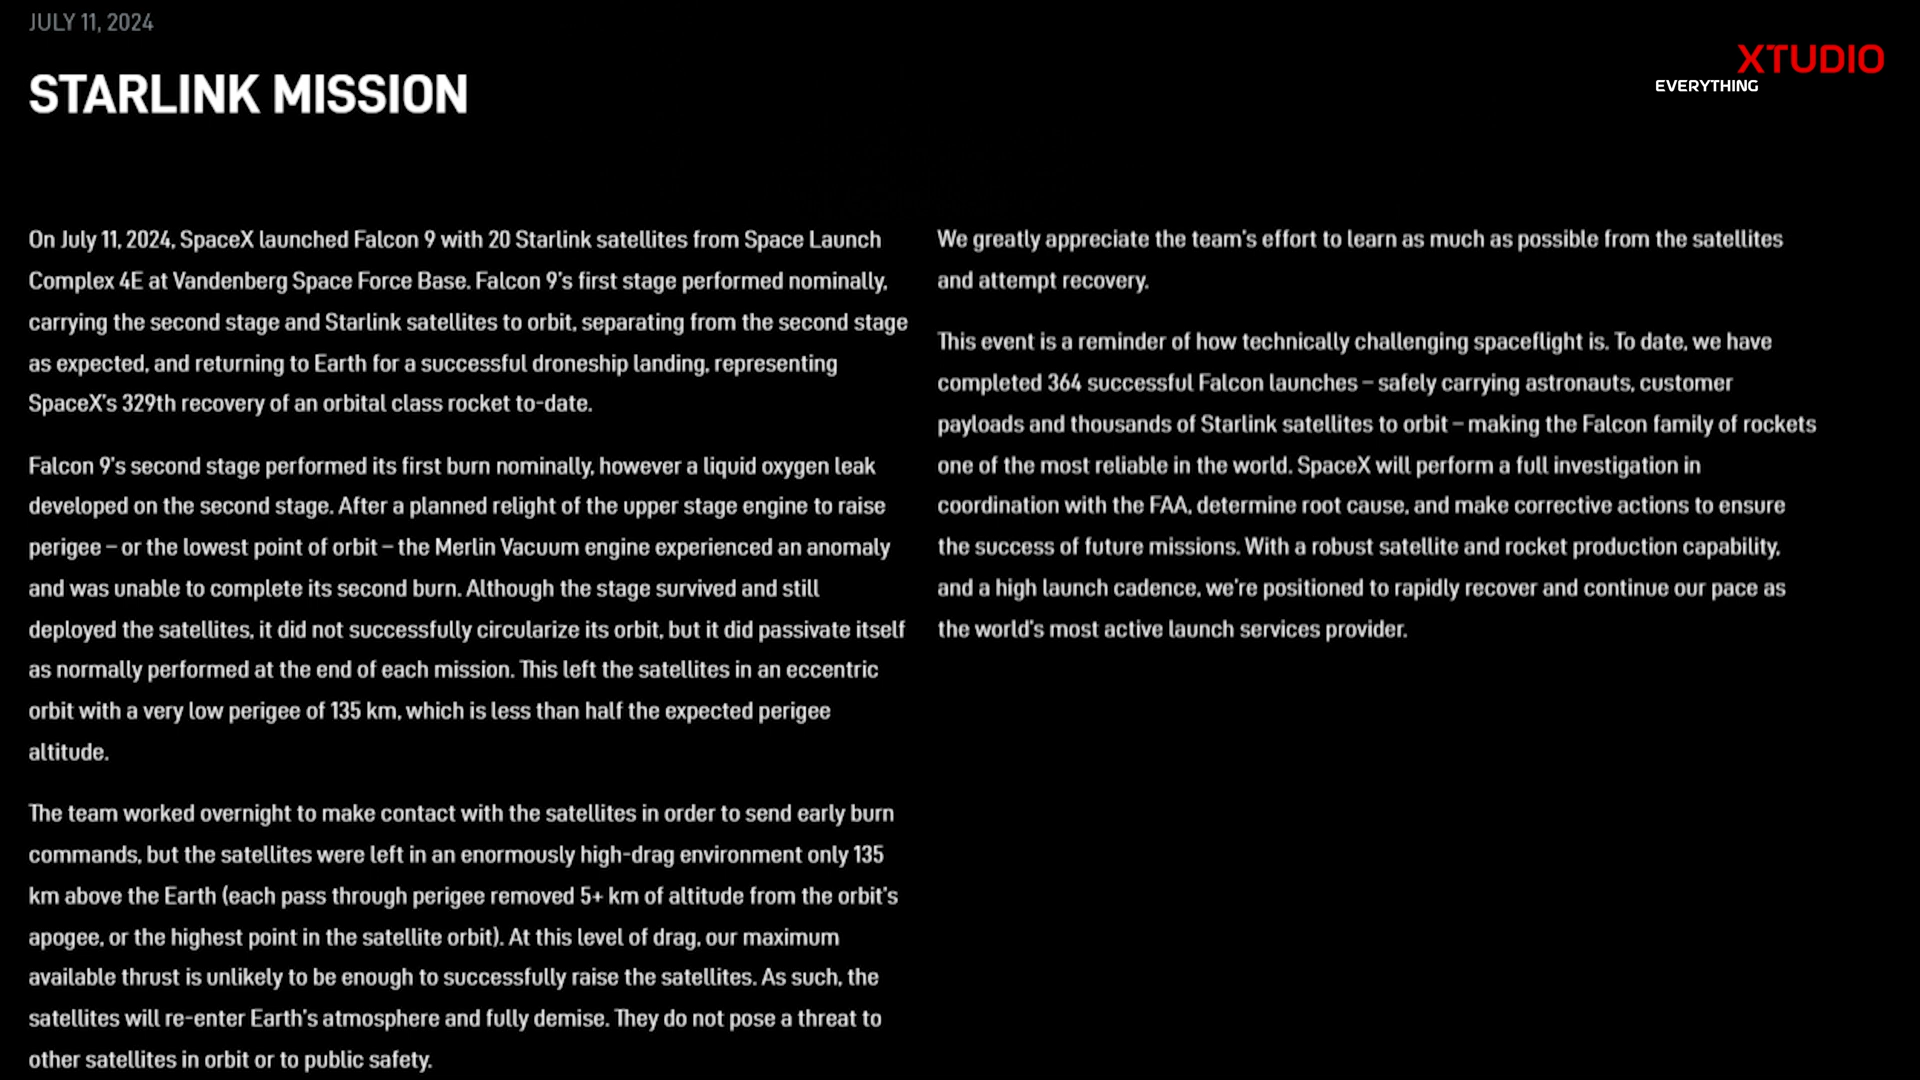 JULY 11, 2024
XTUDIO
EVERYTHING
STARLINK MISSION
On July 11, 2024, SpaceX launched Falcon 9 with 20 Starlink satellites from Space Launch
Complex 4E at Vandenberg Space Force Base. Falcon 9's first stage performed nominally,
carrying the second stage and Starlink satellites to orbit, separating from the second stage
as expected, and returning to Earth for a successful droneship landing, representing
SpaceX's 329th recovery of an orbital class rocket to-date.
Falcon 9's second stage performed its first burn nominally, however a liquid oxygen leak
developed on the second stage. After a planned relight of the upper stage engine to raise
perigee – or the lowest point of orbit – the Merlin Vacuum engine experienced an anomaly
and was unable to complete its second burn. Although the stage survived and still
deployed the satellites, it did not successfully circularize its orbit, but it did passivate itself
as normally performed at the end of each mission. This left the satellites in an eccentric
orbit with a very low perigee of 135 km, which is less than half the expected perigee
altitude.
The team worked overnight to make contact with the satellites in order to send early burn
commands, but the satellites were left in an enormously high-drag environment only 135
km above the Earth (each pass through perigee removed 5+ km of altitude from the orbit's
apogee, or the highest point in the satellite orbit). At this level of drag, our maximum
available thrust is unlikely to be enough to successfully raise the satellites. As such, the
satellites will re-enter Earth's atmosphere and fully demise. They do not pose a threat to
other satellites in orbit or to public safety.
We greatly appreciate the team's effort to learn as much as possible from the satellites
and attempt recovery.
This event is a reminder of how technically challenging spaceflight is. To date, we have
completed 364 successful Falcon launches – safely carrying astronauts, customer
payloads and thousands of Starlink satellites to orbit – making the Falcon family of rockets
one of the most reliable in the world. SpaceX will perform a full investigation in
coordination with the FAA, determine root cause, and make corrective actions to ensure
the success of future missions. With a robust satellite and rocket production capability,
and a high launch cadence, we're positioned to rapidly recover and continue our pace as
the world's most active launch services provider.